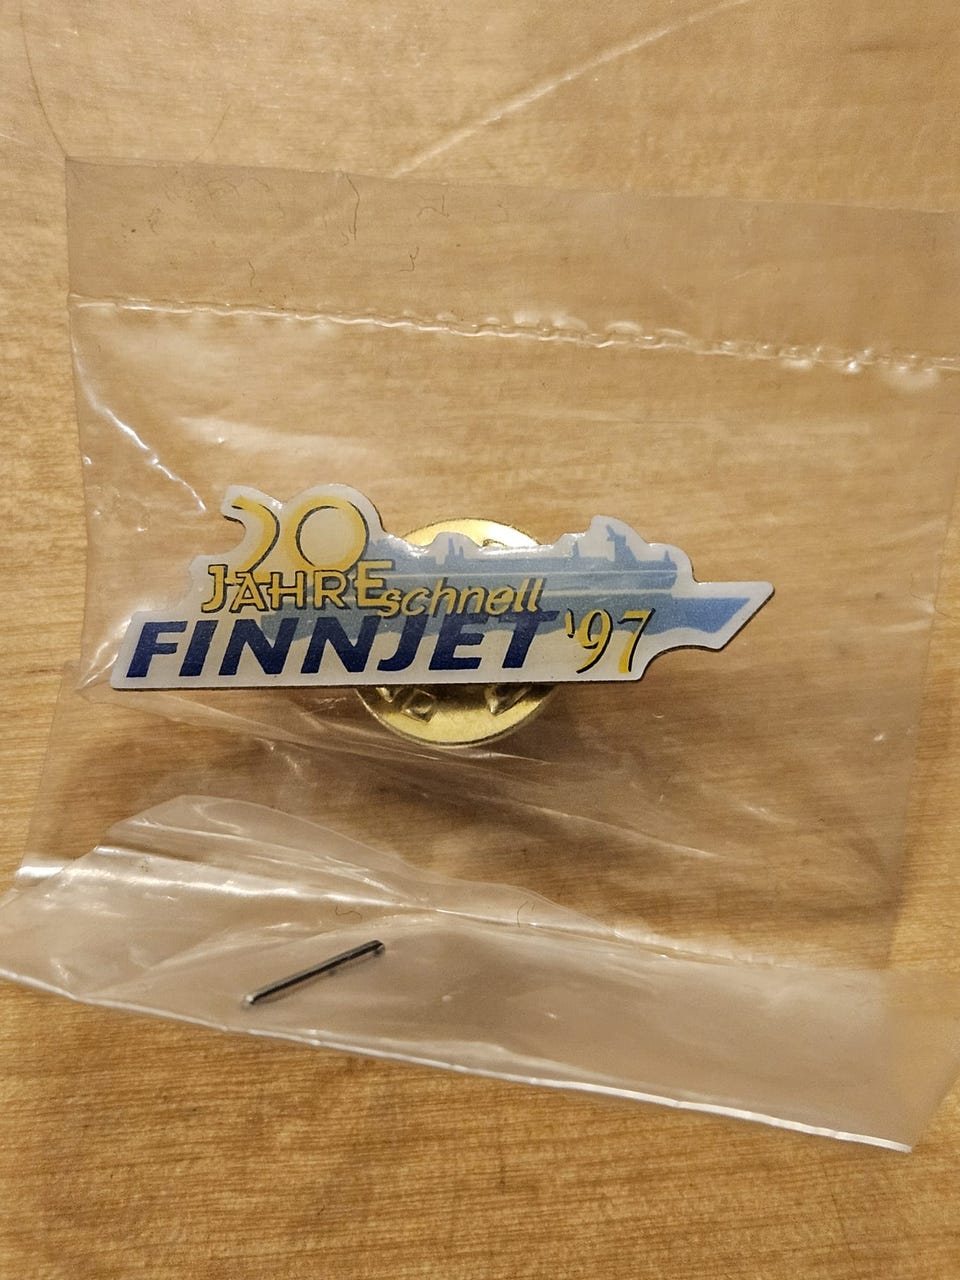 20
JAHRE schnell
FINNJET '97